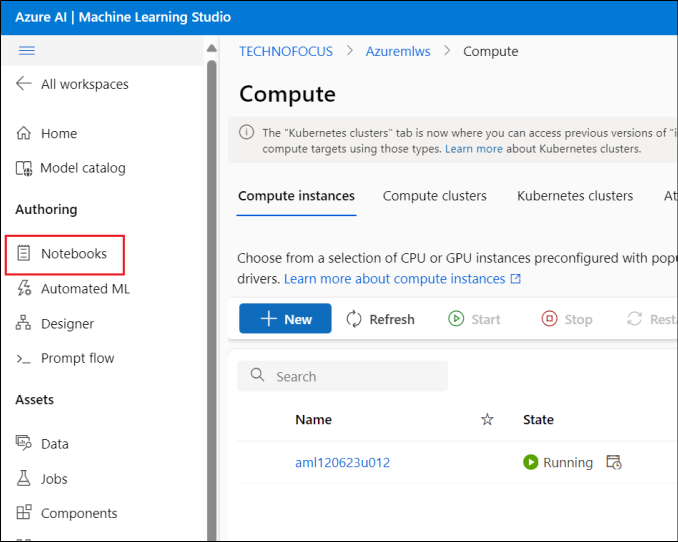 Azure AI | Machine Learning Studio
All workspaces
Home
Model catalog
Authoring
Notebooks
Automated ML
Designer
Prompt flow
Assets
Data
Jobs
Components
TECHNOFOCUS > Azuremlws > Compute
Compute
The "Kubernetes clusters" tab is now where you can access previous versions of "i
compute targets using those types. Learn more about Kubernetes clusters.
Compute instances Compute clusters Kubernetes clusters At
Choose from a selection of CPU or GPU instances preconfigured with popu
drivers. Learn more about compute instances
New Refresh Start Stop Resta
Search
Name State
aml120623u012 Running